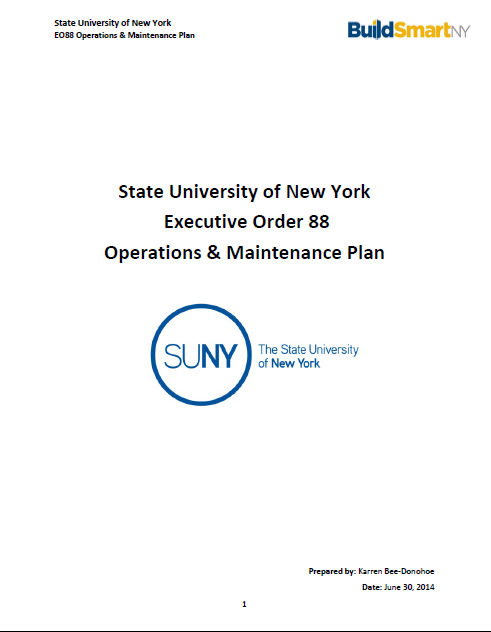 State University of New York
EO88 Operations & Maintenance Plan
BuildSmartNY
State University of New York
Executive Order 88
Operations & Maintenance Plan
SUNY
The State University
of New York
Prepared by: Karren Bee-Donohoe
Date: June 30, 2014
1